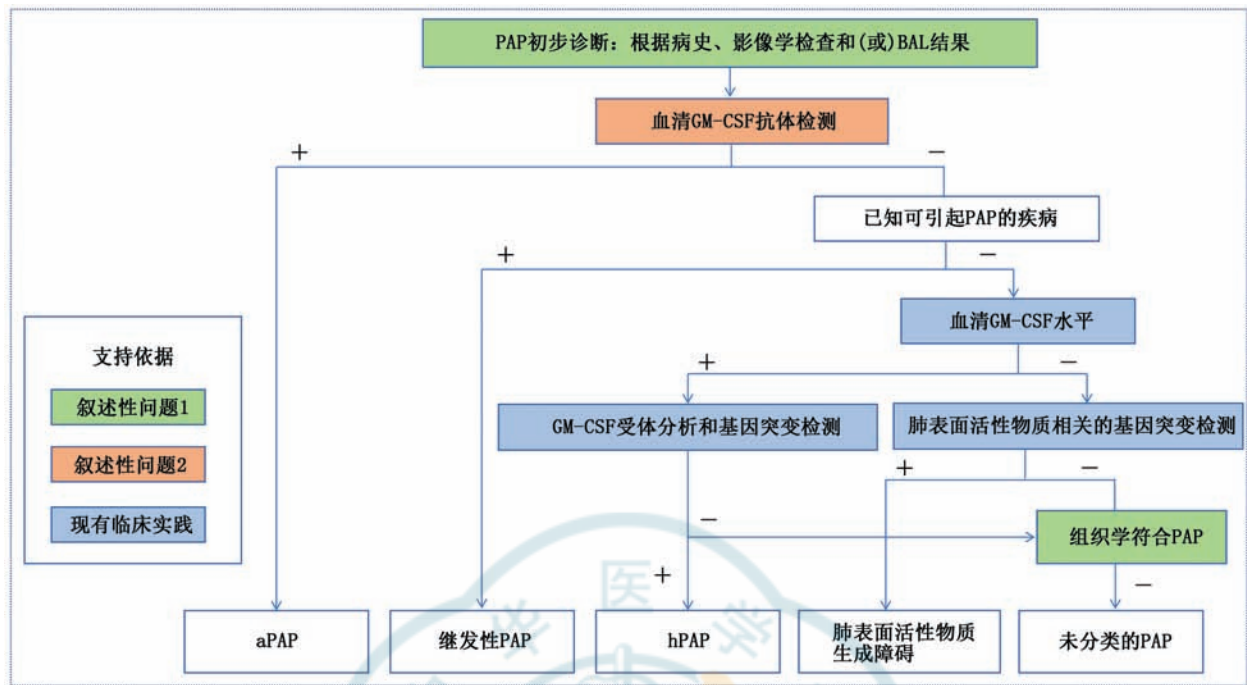 PAP初步诊断：根据病史、影像学检查和(或)BAL结果
血清GM-CSF抗体检测
+
−
已知可引起PAP的疾病
+
−
血清GM-CSF水平
支持依据
叙述性问题1
叙述性问题2
现有临床实践
+
−
GM-CSF受体分析和基因突变检测
肺表面活性物质相关的基因突变检测
+
−
−
组织学符合PAP
+
−
aPAP
继发性PAP
hPAP
肺表面活性物质
生成障碍
未分类的PAP
医
学